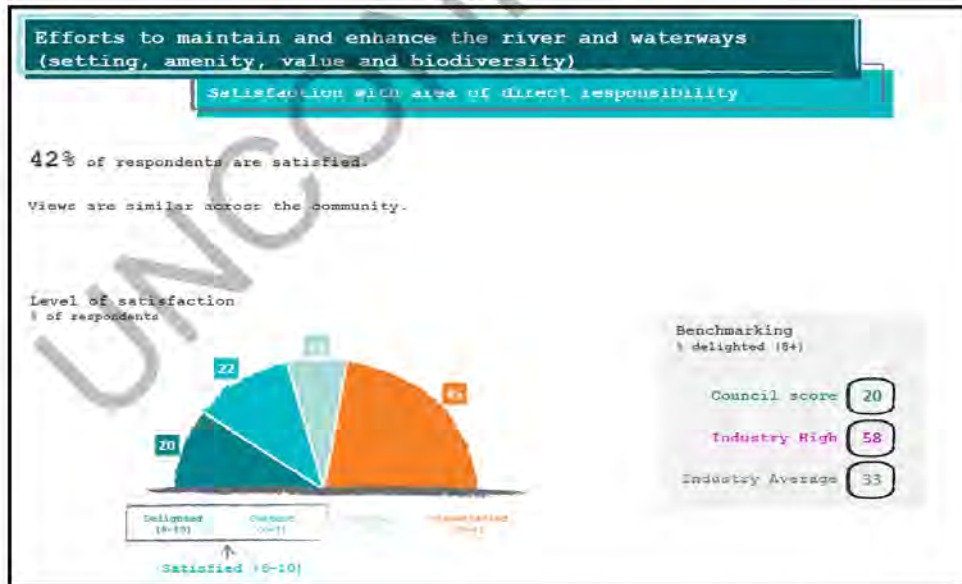 Efforts to maintain and enhance the river and waterways
(setting, amenity, value and biodiversity)
Satisfaction with area of direct responsibility
42% of respondents are satisfied.
Views are similar across the community.
Level of satisfaction
% of respondents
22
20
Benchmarking
% delighted (8+)
Council score 20
Industry High 58
Industry Average 33
Delighted
(8-10)
Content
Satisfied (6-10)